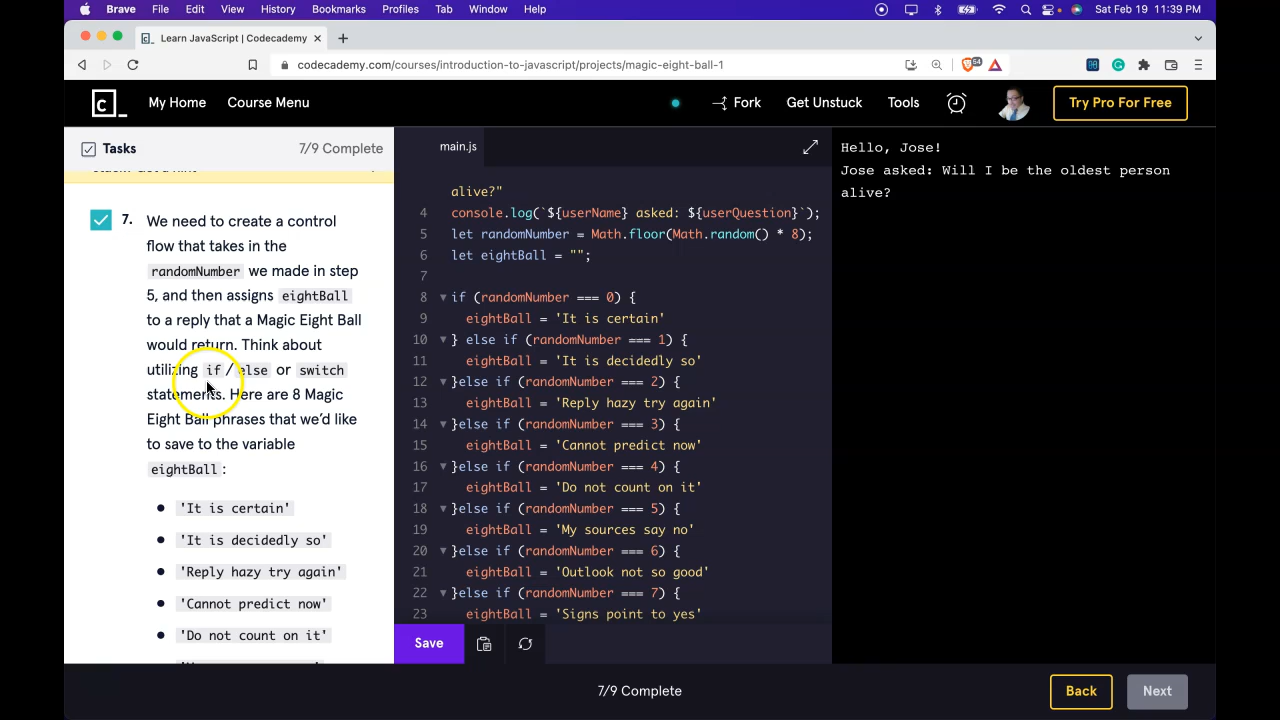 Brave File Edit View History Bookmarks Profiles Tab Window Help Sat Feb 19 11:39 PM
Learn JavaScript | Codecademy
codecademy.com/courses/introduction-to-javascript/projects/magic-eight-ball-1
54
C_ My Home Course Menu Fork Get Unstuck Tools Try Pro For Free
Tasks 7/9 Complete
7. We need to create a control
flow that takes in the
randomNumber we made in step
5, and then assigns eightBall
to a reply that a Magic Eight Ball
would return. Think about
utilizing if / else or switch
statements. Here are 8 Magic
Eight Ball phrases that we'd like
to save to the variable
eightBall:
'It is certain'
'It is decidedly so'
'Reply hazy try again'
'Cannot predict now'
'Do not count on it'
main.js
alive?"
4 console.log(`${userName} asked: ${userQuestion}`);
5 let randomNumber = Math.floor(Math.random() * 8);
6 let eightBall = "";
7
8 if (randomNumber === 0) {
9 eightBall = 'It is certain'
10 } else if (randomNumber === 1) {
11 eightBall = 'It is decidedly so'
12 }else if (randomNumber === 2) {
13 eightBall = 'Reply hazy try again'
14 }else if (randomNumber === 3) {
15 eightBall = 'Cannot predict now'
16 }else if (randomNumber === 4) {
17 eightBall = 'Do not count on it'
18 }else if (randomNumber === 5) {
19 eightBall = 'My sources say no'
20 }else if (randomNumber === 6) {
21 eightBall = 'Outlook not so good'
22 }else if (randomNumber === 7) {
23 eightBall = 'Signs point to yes'
Save
Hello, Jose!
Jose asked: Will I be the oldest person
alive?
7/9 Complete
Back Next